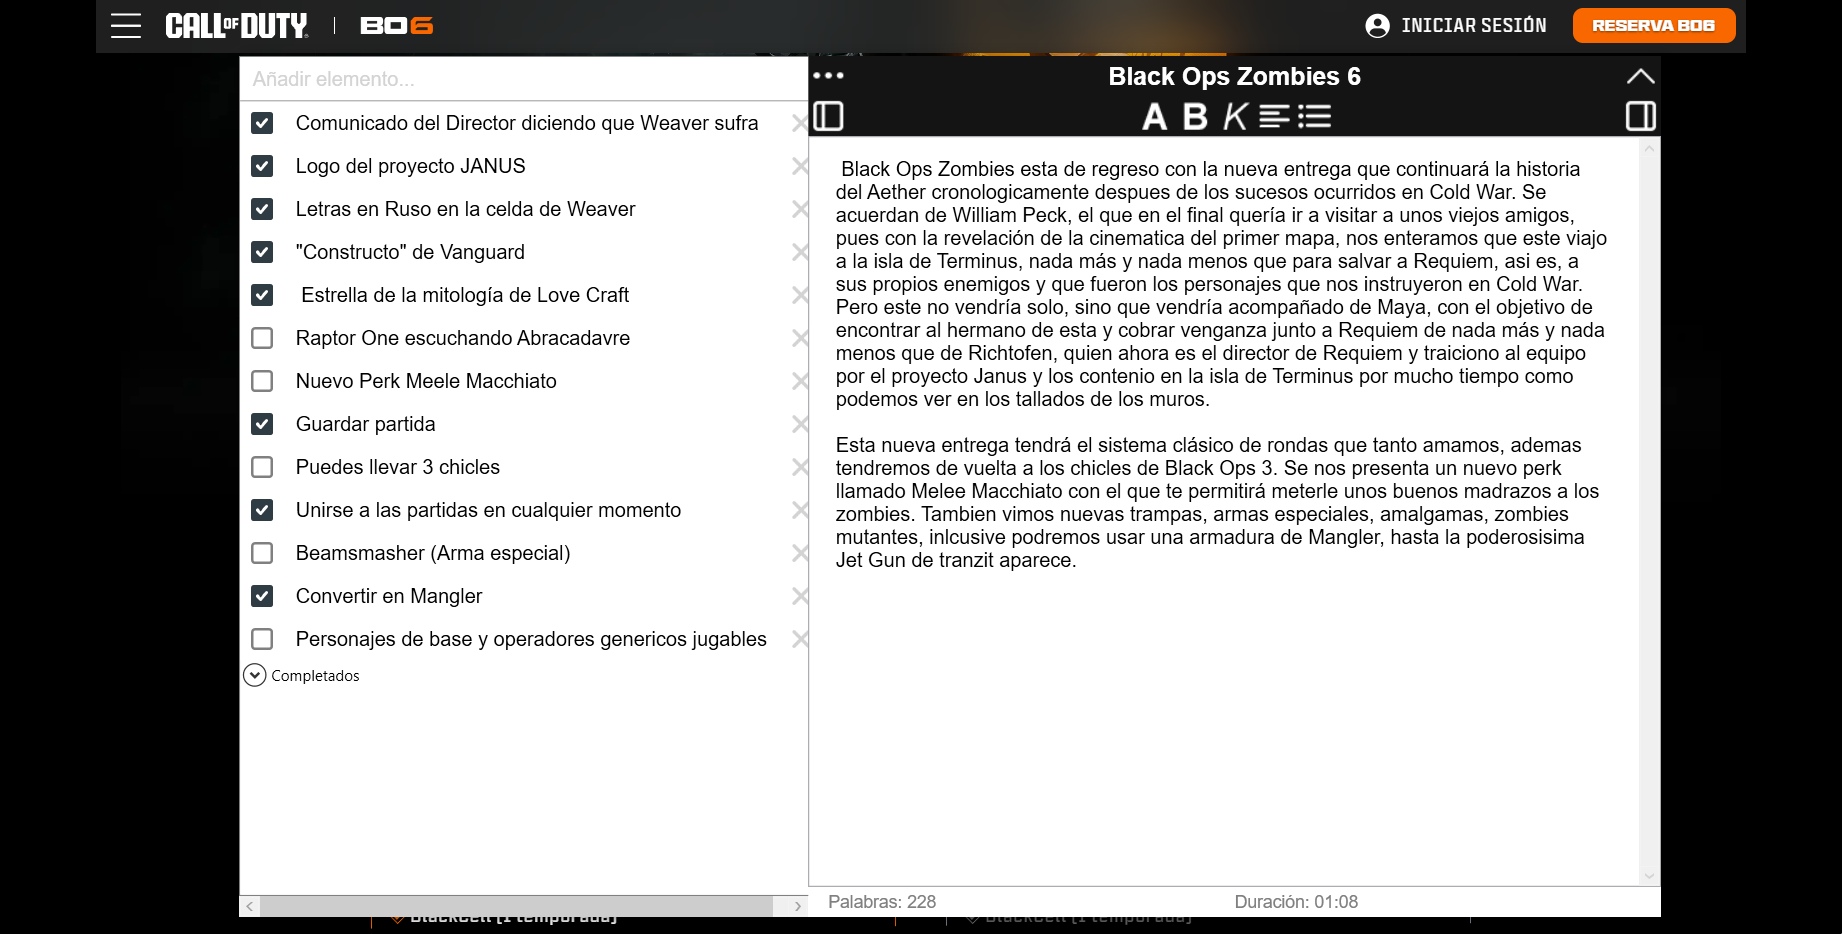 CALL OF DUTY
BO6
INICIAR SESIÓN
RESERVA BO6
Añadir elemento...
Comunicado del Director diciendo que Weaver sufra
Logo del proyecto JANUS
Letras en Ruso en la celda de Weaver
"Constructo" de Vanguard
Estrella de la mitología de Love Craft
Raptor One escuchando Abracadavre
Nuevo Perk Meele Macchiato
Guardar partida
Puedes llevar 3 chicles
Unirse a las partidas en cualquier momento
Beamsmasher (Arma especial)
Convertir en Mangler
Personajes de base y operadores genericos jugables
Completados
Black Ops Zombies 6
A B K
Black Ops Zombies esta de regreso con la nueva entrega que continuará la historia
del Aether cronologicamente despues de los sucesos ocurridos en Cold War. Se
acuerdan de William Peck, el que en el final quería ir a visitar a unos viejos amigos,
pues con la revelación de la cinematica del primer mapa, nos enteramos que este viajo
a la isla de Terminus, nada más y nada menos que para salvar a Requiem, asi es, a
sus propios enemigos y que fueron los personajes que nos instruyeron en Cold War.
Pero este no vendría solo, sino que vendría acompañado de Maya, con el objetivo de
encontrar al hermano de esta y cobrar venganza junto a Requiem de nada más y nada
menos que de Richtofen, quien ahora es el director de Requiem y traiciono al equipo
por el proyecto Janus y los contenio en la isla de Terminus por mucho tiempo como
podemos ver en los tallados de los muros.
Esta nueva entrega tendrá el sistema clásico de rondas que tanto amamos, ademas
tendremos de vuelta a los chicles de Black Ops 3. Se nos presenta un nuevo perk
llamado Melee Macchiato con el que te permitirá meterle unos buenos madrazos a los
zombies. Tambien vimos nuevas trampas, armas especiales, amalgamas, zombies
mutantes, inlcusive podremos usar una armadura de Mangler, hasta la poderosisima
Jet Gun de tranzit aparece.
Palabras: 228
Duración: 01:08
BlackCell (1 temporada)
BlackCell (1 temporada)